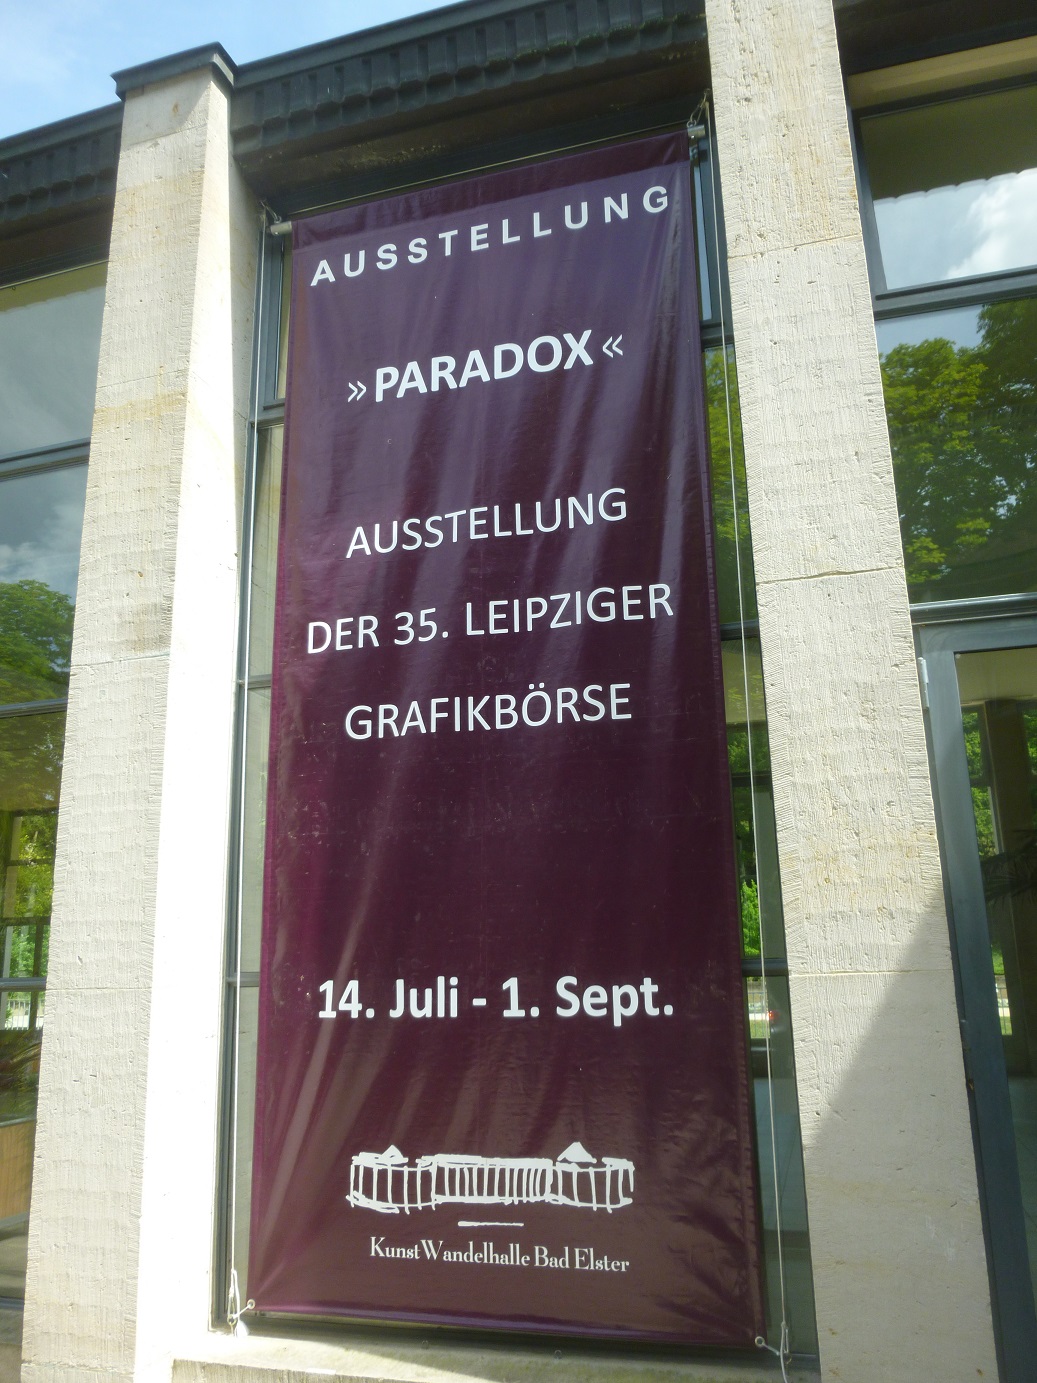 AUSSTELLUNG
»PARADOX«
AUSSTELLUNG
DER 35. LEIPZIGER
GRAFIKBÖRSE
14. Juli - 1. Sept.
KunstWandelhalle Bad Elster